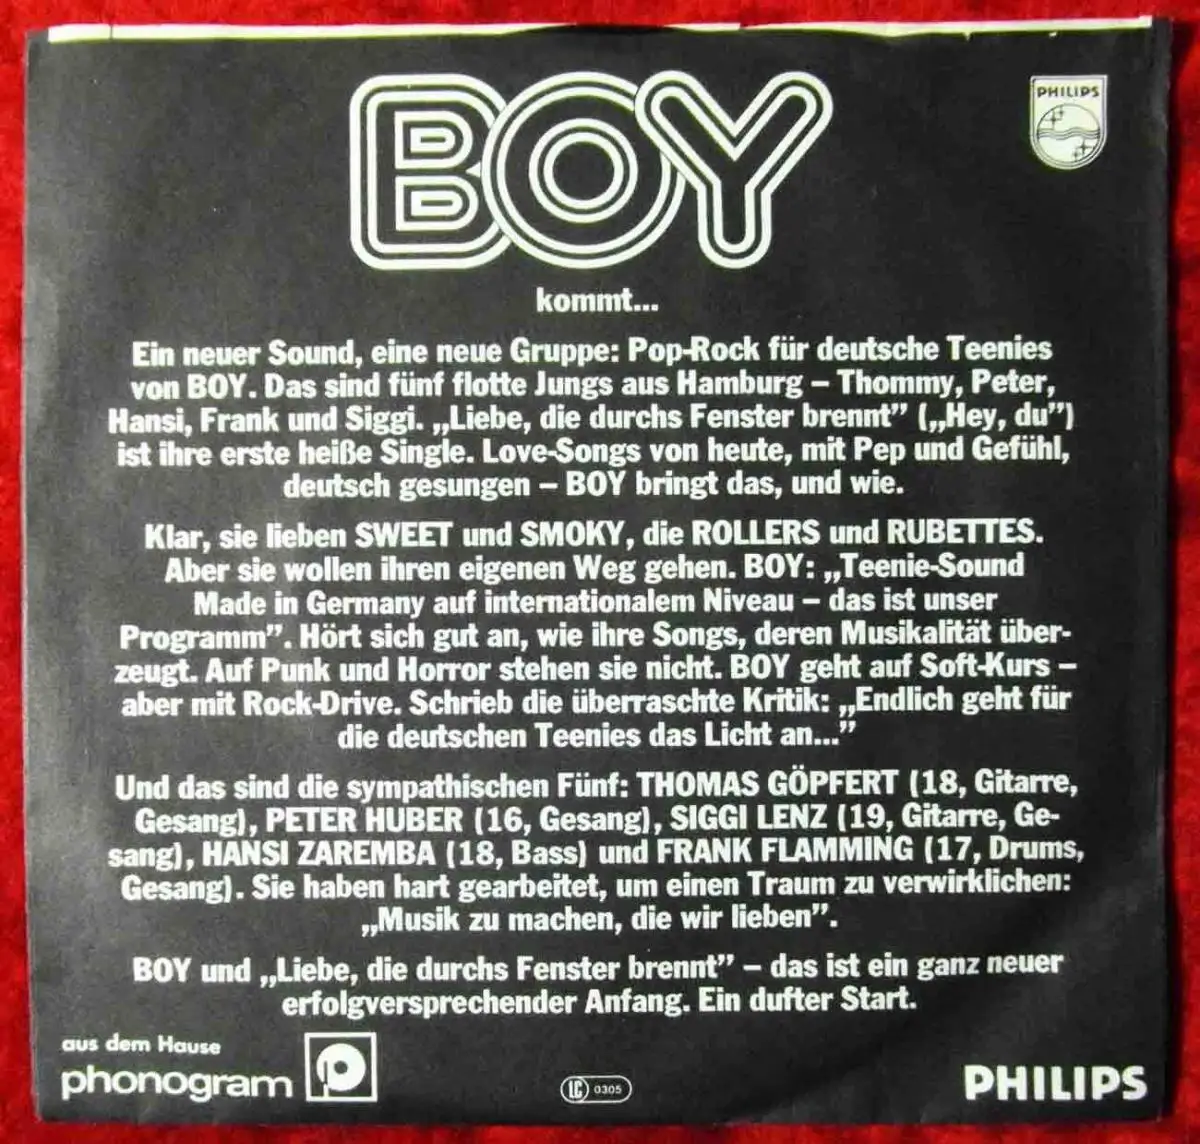 BOY
PHILIPS
kommt...
Ein neuer Sound, eine neue Gruppe: Pop-Rock für deutsche Teenies
von BOY. Das sind fünf flotte Jungs aus Hamburg – Thommy, Peter,
Hansi, Frank und Siggi. „Liebe, die durchs Fenster brennt” („Hey, du”)
ist ihre erste heiße Single. Love-Songs von heute, mit Pep und Gefühl,
deutsch gesungen – BOY bringt das, und wie.
Klar, sie lieben SWEET und SMOKY, die ROLLERS und RUBETTES.
Aber sie wollen ihren eigenen Weg gehen. BOY: „Teenie-Sound
Made in Germany auf internationalem Niveau – das ist unser
Programm”. Hört sich gut an, wie ihre Songs, deren Musikalität über-
zeugt. Auf Punk und Horror stehen sie nicht. BOY geht auf Soft-Kurs –
aber mit Rock-Drive. Schrieb die überraschte Kritik: „Endlich geht für
die deutschen Teenies das Licht an...”
Und das sind die sympathischen Fünf: THOMAS GÖPFERT (18, Gitarre,
Gesang), PETER HUBER (16, Gesang), SIGGI LENZ (19, Gitarre, Ge-
sang), HANSI ZAREMBA (18, Bass) und FRANK FLAMMING (17, Drums,
Gesang). Sie haben hart gearbeitet, um einen Traum zu verwirklichen:
„Musik zu machen, die wir lieben”.
BOY und „Liebe, die durchs Fenster brennt” – das ist ein ganz neuer
erfolgversprechender Anfang. Ein dufter Start.
aus dem Hause
phonogram
LC 0305
PHILIPS